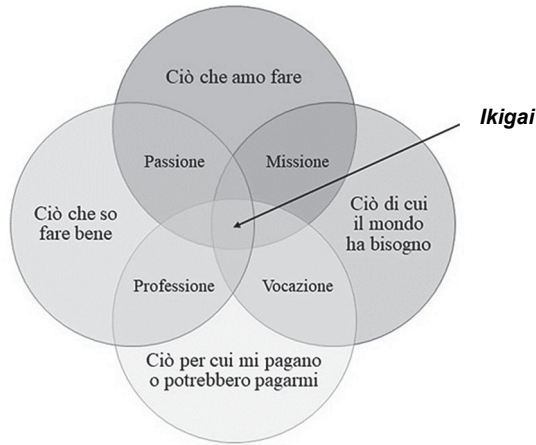 Ciò che amo fare
Ikigai
Passione
Missione
Ciò che so
fare bene
Ciò di cui
il mondo
ha bisogno
Professione
Vocazione
Ciò per cui mi pagano
o potrebbero pagarmi